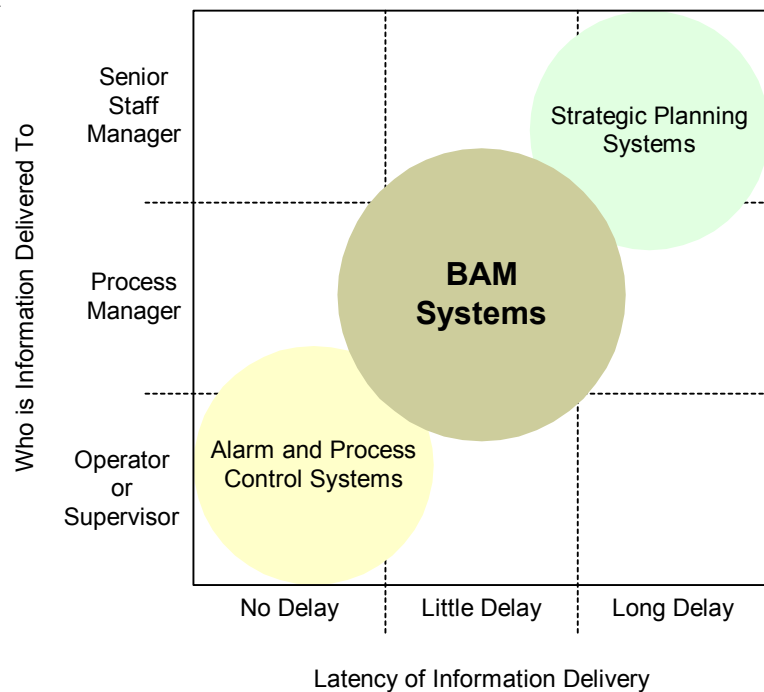 Who is Information Delivered To
Senior
Staff
Manager
Process
Manager
Operator
or
Supervisor
Strategic Planning
Systems
BAM
Systems
Alarm and Process
Control Systems
No Delay
Little Delay
Long Delay
Latency of Information Delivery